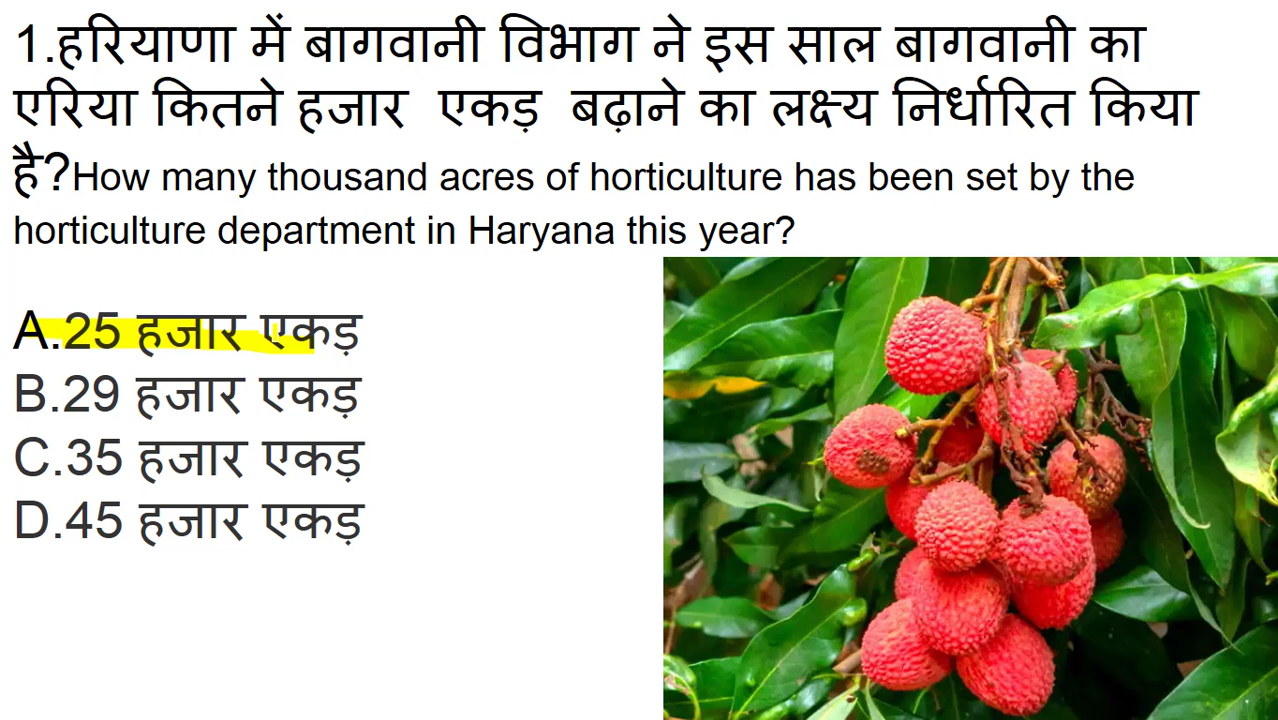 1.हरियाणा में बागवानी विभाग ने इस साल बागवानी का
एरिया कितने हजार एकड़ बढ़ाने का लक्ष्य निर्धारित किया
है?How many thousand acres of horticulture has been set by the
horticulture department in Haryana this year?
A.25 हजार एकड़
B.29 हजार एकड़
C.35 हजार एकड़
D.45 हजार एकड़